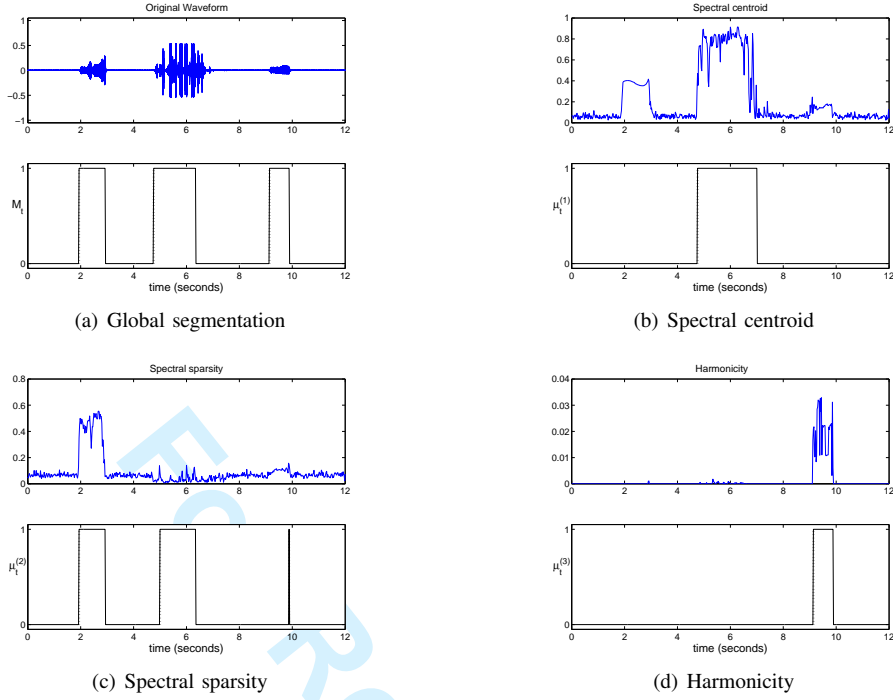 Original Waveform
1
0.5
0
−0.5
−1
0 2 4 6 8 10 12
1
M_t
0
0 2 4 6 8 10 12
time (seconds)
(a) Global segmentation
Spectral centroid
1
0.8
0.6
0.4
0.2
0
0 2 4 6 8 10 12
1
μ_t^(1)
0
0 2 4 6 8 10 12
time (seconds)
(b) Spectral centroid
Spectral sparsity
0.8
0.6
0.4
0.2
0
0 2 4 6 8 10 12
1
μ_t^(2)
0
0 2 4 6 8 10 12
time (seconds)
(c) Spectral sparsity
Harmonicity
0.04
0.03
0.02
0.01
0
0 2 4 6 8 10 12
1
μ_t^(3)
0
0 2 4 6 8 10 12
time (seconds)
(d) Harmonicity